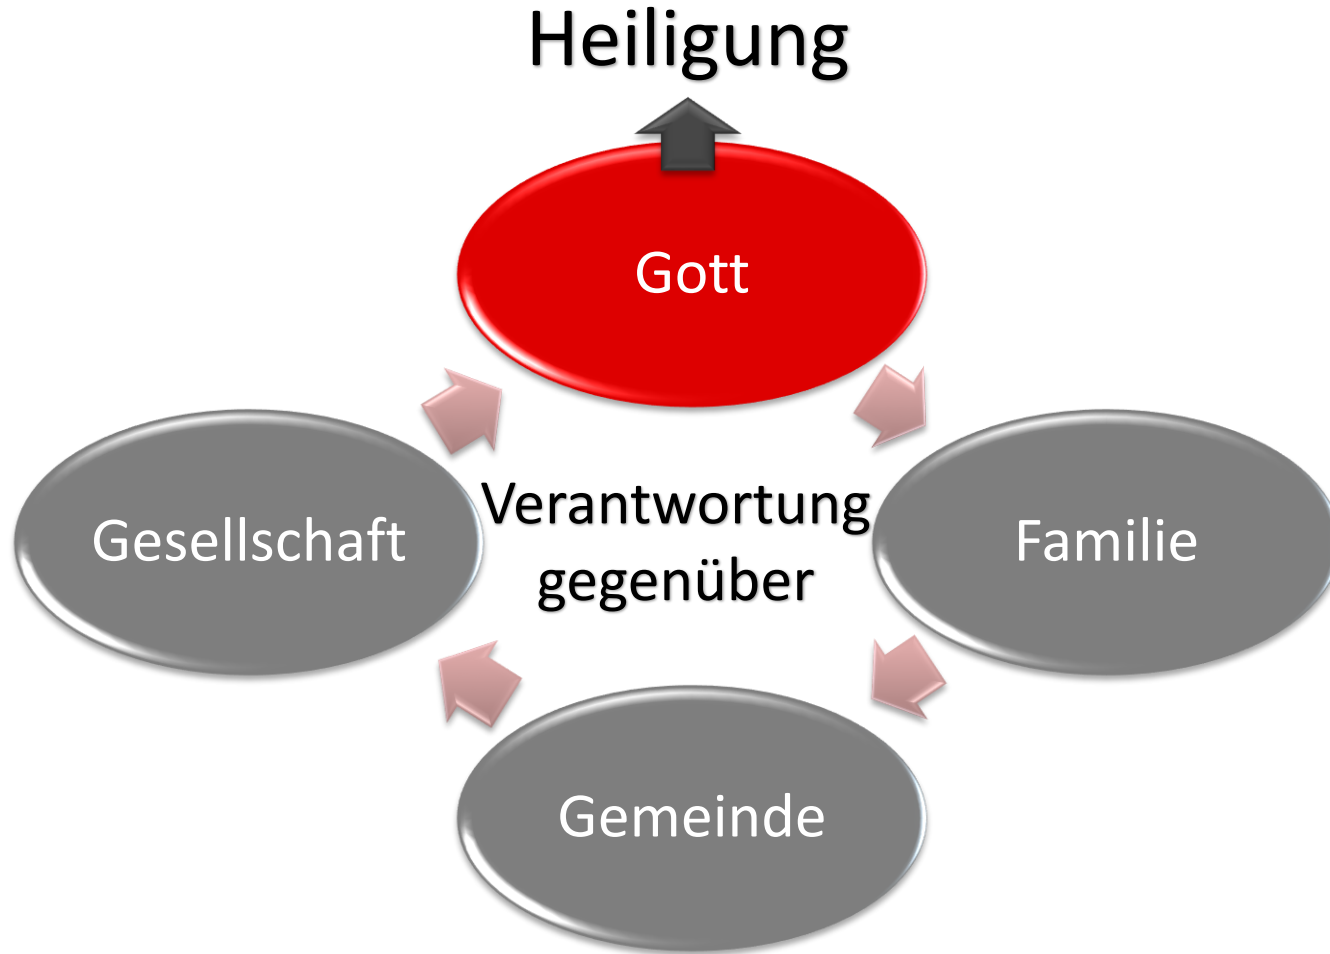 Heiligung
Gott
Gesellschaft
Verantwortung
gegenüber
Familie
Gemeinde